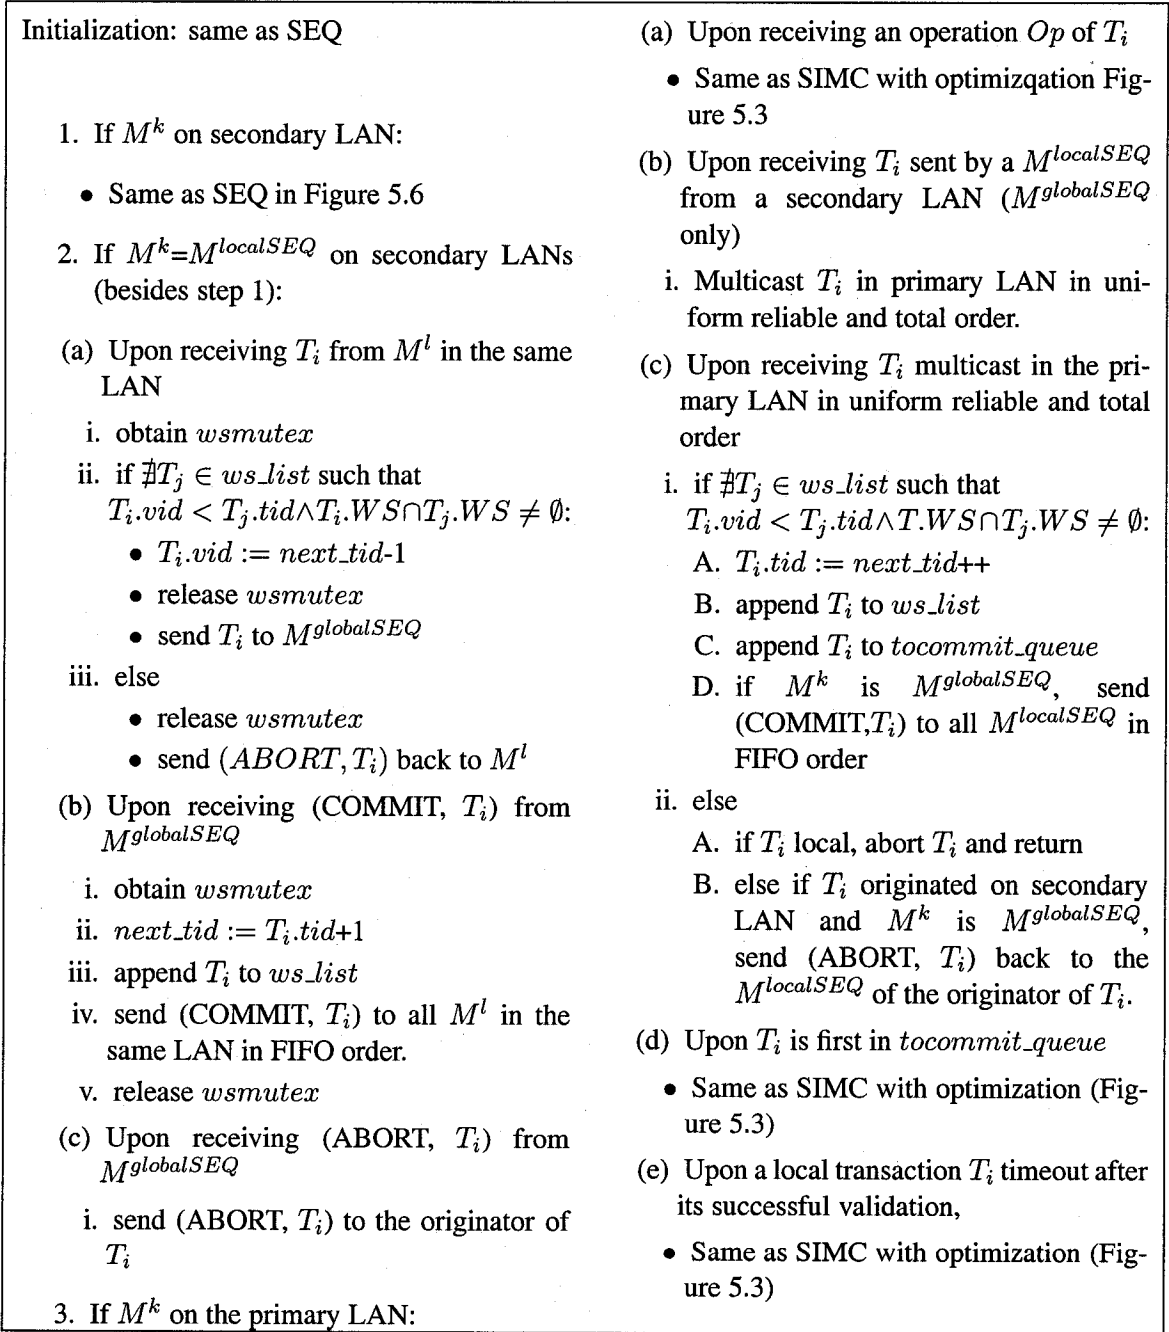 Initialization: same as SEQ
1. If M^k on secondary LAN:
• Same as SEQ in Figure 5.6
2. If M^k=M^localSEQ on secondary LANs
(besides step 1):
(a) Upon receiving T_i from M^l in the same
LAN
i. obtain wsmutex
ii. if ∄T_j ∈ ws_list such that
T_i.vid < T_j.tid∧T_i.WS∩T_j.WS ≠ ∅:
• T_i.vid := next_tid-1
• release wsmutex
• send T_i to M^globalSEQ
iii. else
• release wsmutex
• send (ABORT, T_i) back to M^l
(b) Upon receiving (COMMIT, T_i) from
M^globalSEQ
i. obtain wsmutex
ii. next_tid := T_i.tid+1
iii. append T_i to ws_list
iv. send (COMMIT, T_i) to all M^l in the
same LAN in FIFO order.
v. release wsmutex
(c) Upon receiving (ABORT, T_i) from
M^globalSEQ
i. send (ABORT, T_i) to the originator of
T_i
3. If M^k on the primary LAN:
(a) Upon receiving an operation Op of T_i
• Same as SIMC with optimizqation Fig-
ure 5.3
(b) Upon receiving T_i sent by a M^localSEQ
from a secondary LAN (M^globalSEQ
only)
i. Multicast T_i in primary LAN in uni-
form reliable and total order.
(c) Upon receiving T_i multicast in the pri-
mary LAN in uniform reliable and total
order
i. if ∄T_j ∈ ws_list such that
T_i.vid < T_j.tid∧T.WS∩T_j.WS ≠ ∅:
A. T_i.tid := next_tid++
B. append T_i to ws_list
C. append T_i to tocommit_queue
D. if M^k is M^globalSEQ, send
(COMMIT,T_i) to all M^localSEQ in
FIFO order
ii. else
A. if T_i local, abort T_i and return
B. else if T_i originated on secondary
LAN and M^k is M^globalSEQ,
send (ABORT, T_i) back to the
M^localSEQ of the originator of T_i.
(d) Upon T_i is first in tocommit_queue
• Same as SIMC with optimization (Fig-
ure 5.3)
(e) Upon a local transaction T_i timeout after
its successful validation,
• Same as SIMC with optimization (Fig-
ure 5.3)